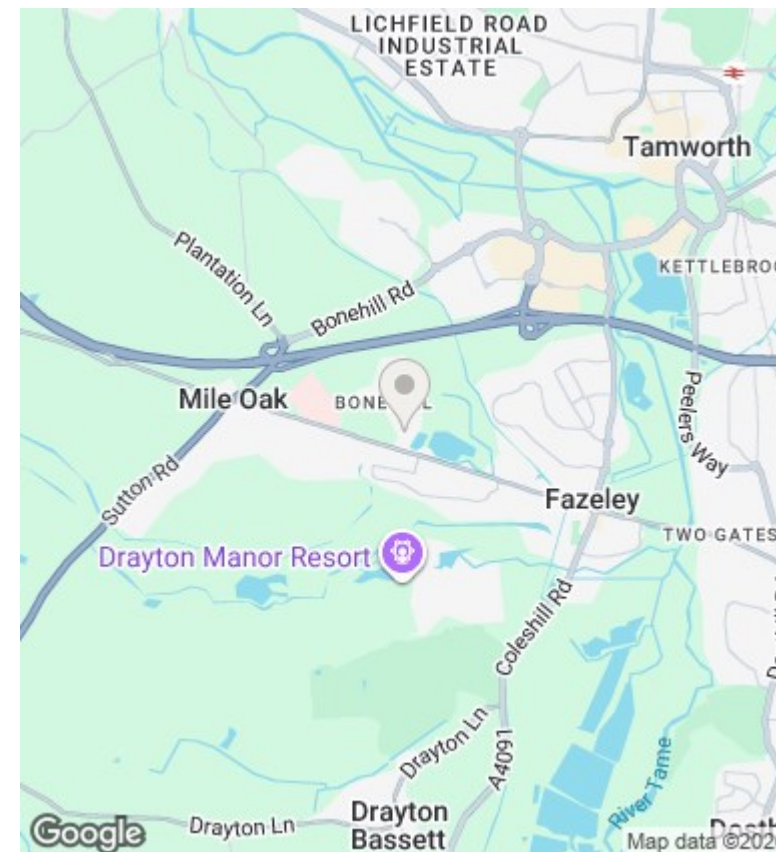 LICHFIELD ROAD
INDUSTRIAL
ESTATE
Tamworth
Plantation Ln
KETTLEBROO
Bonehill Rd
Mile Oak
Peelers Way
Sutton Rd
Fazeley
TWO GATES
Drayton Manor Resort
Coleshill Rd
Drayton Ln
A4091
River Tame
Drayton
Bassett
Drayton Ln
Google
Map data ©202